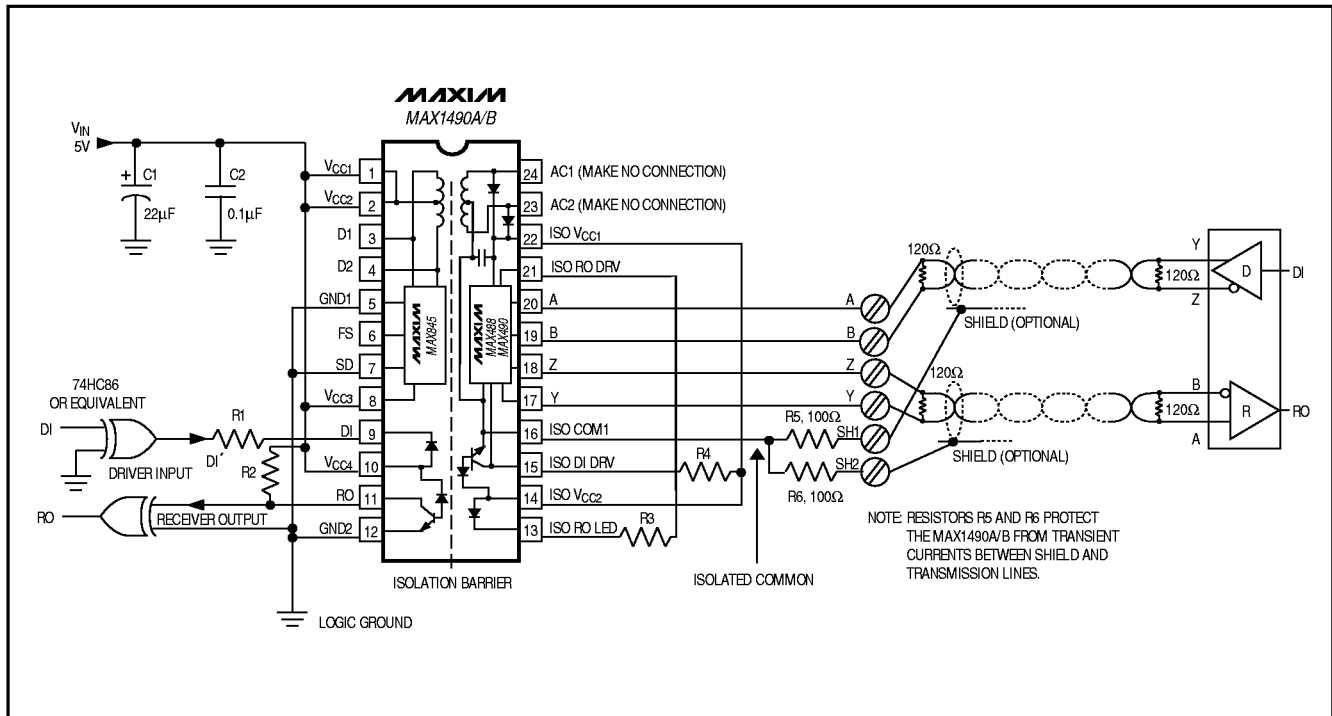 MAXIM
MAX1490A/B
VIN
5V
C1
22µF
C2
0.1µF
VCC1
VCC2
D1
D2
GND1
FS
SD
VCC3
DI
VCC4
RO
GND2
1
2
3
4
5
6
7
8
9
10
11
12
MAXIM
MAX845
MAXIM
MAX488
MAX490
24
23
22
21
20
19
18
17
16
15
14
13
AC1 (MAKE NO CONNECTION)
AC2 (MAKE NO CONNECTION)
ISO VCC1
ISO RO DRV
A
B
Z
Y
ISO COM1
ISO DI DRV
ISO VCC2
ISO RO LED
74HC86
OR EQUIVALENT
DI
DI´
R1
DRIVER INPUT
R2
RO
RECEIVER OUTPUT
LOGIC GROUND
ISOLATION BARRIER
R3
R4
R5, 100Ω
R6, 100Ω
ISOLATED COMMON
A
B
Z
Y
SH1
SH2
120Ω
120Ω
SHIELD (OPTIONAL)
Y
Z
D
DI
120Ω
120Ω
SHIELD (OPTIONAL)
B
A
R
RO
NOTE: RESISTORS R5 AND R6 PROTECT
THE MAX1490A/B FROM TRANSIENT
CURRENTS BETWEEN SHIELD AND
TRANSMISSION LINES.